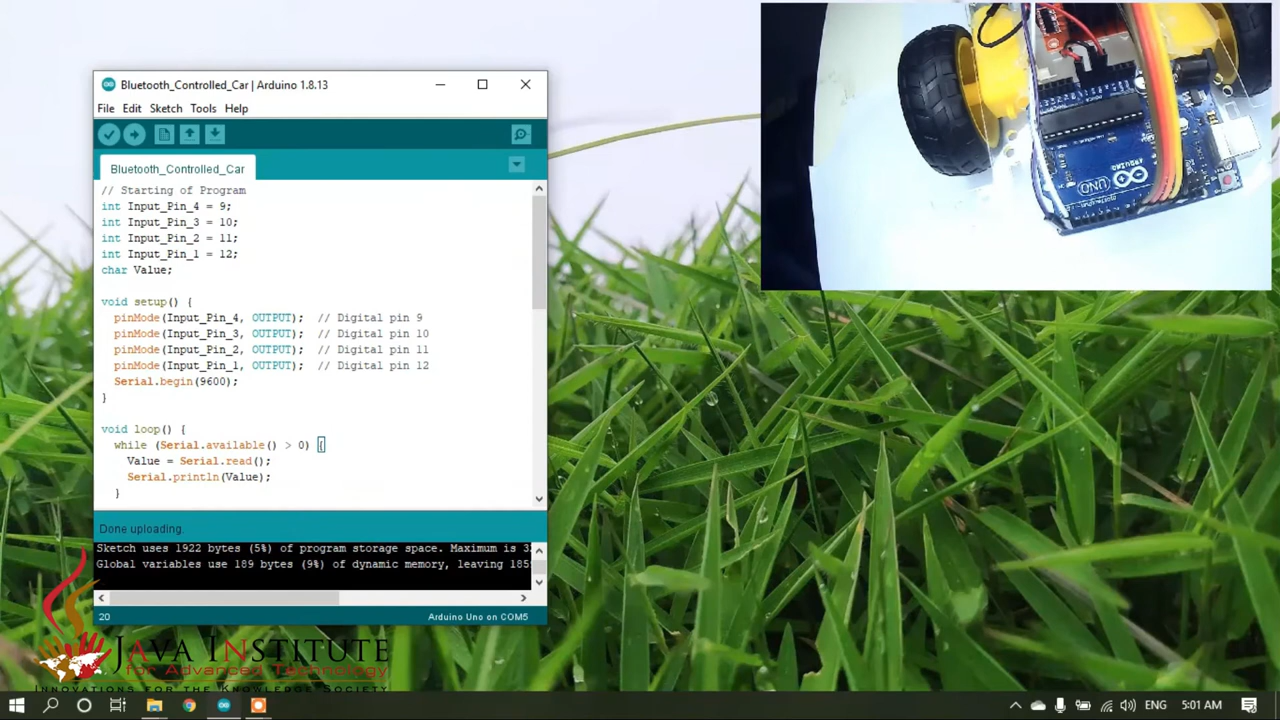 Bluetooth_Controlled_Car | Arduino 1.8.13
File Edit Sketch Tools Help
Bluetooth_Controlled_Car
// Starting of Program
int Input_Pin_4 = 9;
int Input_Pin_3 = 10;
int Input_Pin_2 = 11;
int Input_Pin_1 = 12;
char Value;
void setup() {
pinMode(Input_Pin_4, OUTPUT); // Digital pin 9
pinMode(Input_Pin_3, OUTPUT); // Digital pin 10
pinMode(Input_Pin_2, OUTPUT); // Digital pin 11
pinMode(Input_Pin_1, OUTPUT); // Digital pin 12
Serial.begin(9600);
}
void loop() {
while (Serial.available() > 0) {
Value = Serial.read();
Serial.println(Value);
}
Done uploading.
Sketch uses 1922 bytes (5%) of program storage space. Maximum is 3
Global variables use 189 bytes (9%) of dynamic memory, leaving 185
20 Arduino Uno on COM5
UNO
ARDUINO
JAVA INSTITUTE
for Advanced Technology
INNOVATIONS FOR THE KNOWLEDGE SOCIETY
ENG 5:01 AM